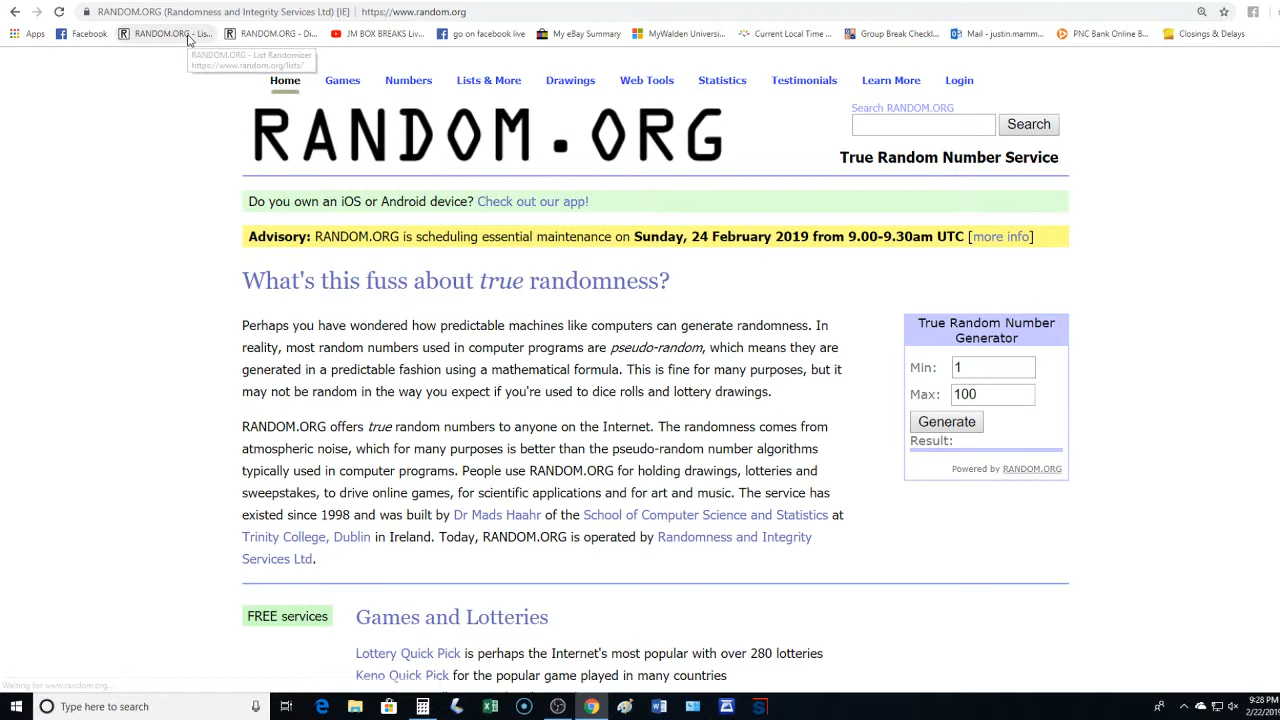 RANDOM.ORG (Randomness and Integrity Services Ltd) [IE] | https://www.random.org
Apps Facebook RANDOM.ORG - Lis... RANDOM.ORG - Di... JM BOX BREAKS Liv... go on facebook live My eBay Summary MyWalden Univers... Current Local Time... Group Break Checkl... Mail - justin.mamm... PNC Bank Online B... Closings & Delays
RANDOM.ORG - List Randomizer
https://www.random.org/lists/
Home Games Numbers Lists & More Drawings Web Tools Statistics Testimonials Learn More Login
RANDOM.ORG
Search RANDOM.ORG
Search
True Random Number Service
Do you own an iOS or Android device? Check out our app!
Advisory: RANDOM.ORG is scheduling essential maintenance on Sunday, 24 February 2019 from 9.00-9.30am UTC [more info]
What's this fuss about true randomness?
Perhaps you have wondered how predictable machines like computers can generate randomness. In
reality, most random numbers used in computer programs are pseudo-random, which means they are
generated in a predictable fashion using a mathematical formula. This is fine for many purposes, but it
may not be random in the way you expect if you're used to dice rolls and lottery drawings.
RANDOM.ORG offers true random numbers to anyone on the Internet. The randomness comes from
atmospheric noise, which for many purposes is better than the pseudo-random number algorithms
typically used in computer programs. People use RANDOM.ORG for holding drawings, lotteries and
sweepstakes, to drive online games, for scientific applications and for art and music. The service has
existed since 1998 and was built by Dr Mads Haahr of the School of Computer Science and Statistics at
Trinity College, Dublin in Ireland. Today, RANDOM.ORG is operated by Randomness and Integrity
Services Ltd.
True Random Number
Generator
Min: 1
Max: 100
Generate
Result:
Powered by RANDOM.ORG
FREE services
Games and Lotteries
Lottery Quick Pick is perhaps the Internet's most popular with over 280 lotteries
Keno Quick Pick for the popular game played in many countries
Waiting for www.random.org...
Type here to search
9:28 PM
2/22/2019